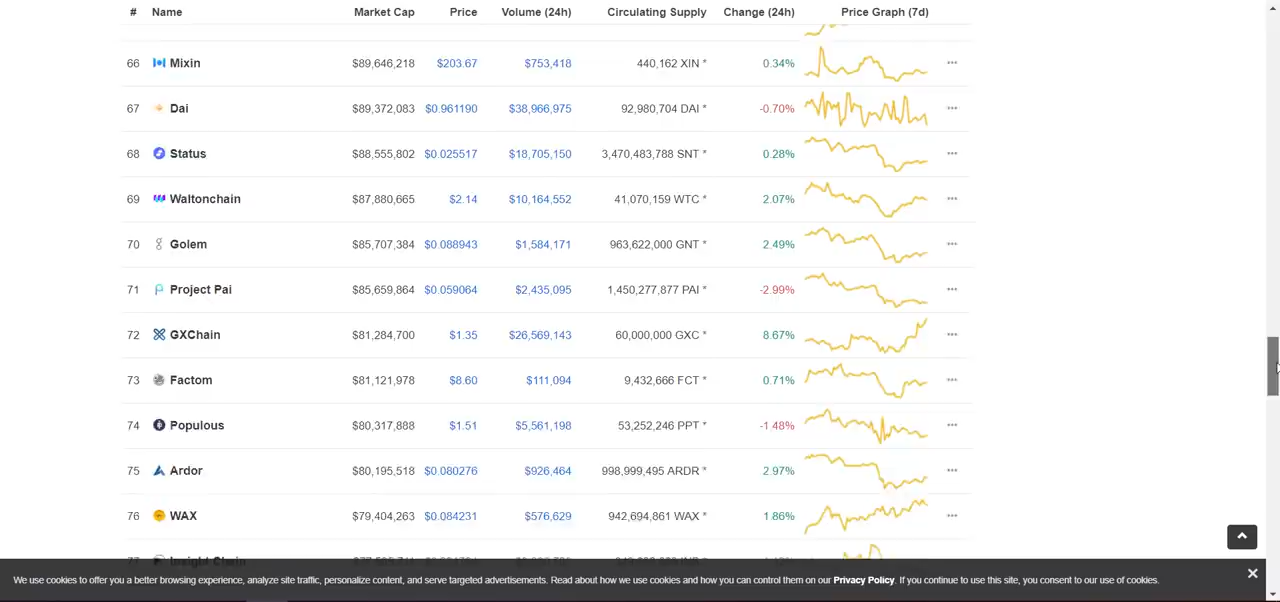 # Name Market Cap Price Volume (24h) Circulating Supply Change (24h) Price Graph (7d)
66 Mixin $89,646,218 $203.67 $753,418 440,162 XIN * 0.34%
67 Dai $89,372,083 $0.961190 $38,966,975 92,980,704 DAI * -0.70%
68 Status $88,555,802 $0.025517 $18,705,150 3,470,483,788 SNT * 0.28%
69 Waltonchain $87,880,665 $2.14 $10,164,552 41,070,159 WTC * 2.07%
70 Golem $85,707,384 $0.088943 $1,584,171 963,622,000 GNT * 2.49%
71 Project Pai $85,659,864 $0.059064 $2,435,095 1,450,277,877 PAI * -2.99%
72 GXChain $81,284,700 $1.35 $26,569,143 60,000,000 GXC * 8.67%
73 Factom $81,121,978 $8.60 $111,094 9,432,666 FCT * 0.71%
74 Populous $80,317,888 $1.51 $5,561,198 53,252,246 PPT * -1.48%
75 Ardor $80,195,518 $0.080276 $926,464 998,999,495 ARDR * 2.97%
76 WAX $79,404,263 $0.084231 $576,629 942,694,861 WAX * 1.86%
77 Insight Chain
We use cookies to offer you a better browsing experience, analyze site traffic, personalize content, and serve targeted advertisements. Read about how we use cookies and how you can control them on our Privacy Policy. If you continue to use this site, you consent to our use of cookies.